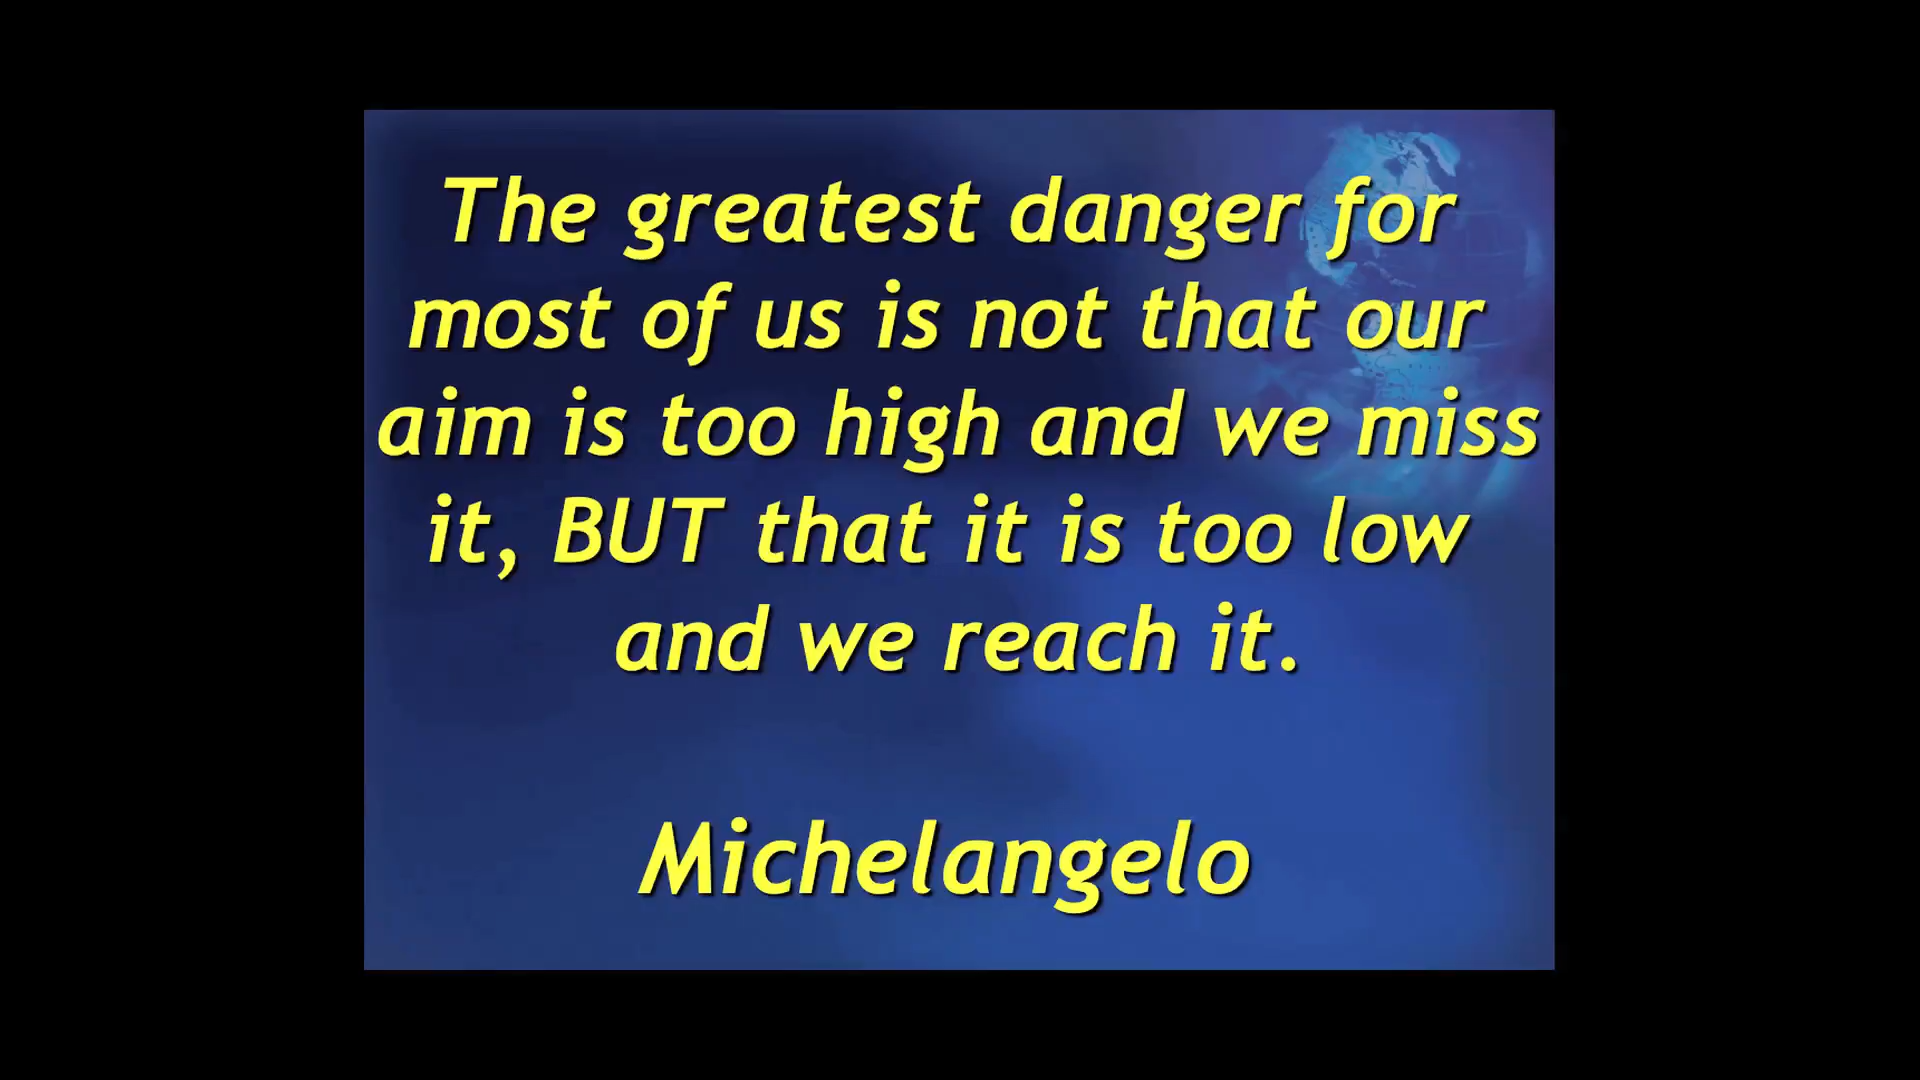 The greatest danger for
most of us is not that our
aim is too high and we miss
it, BUT that it is too low
and we reach it.
Michelangelo